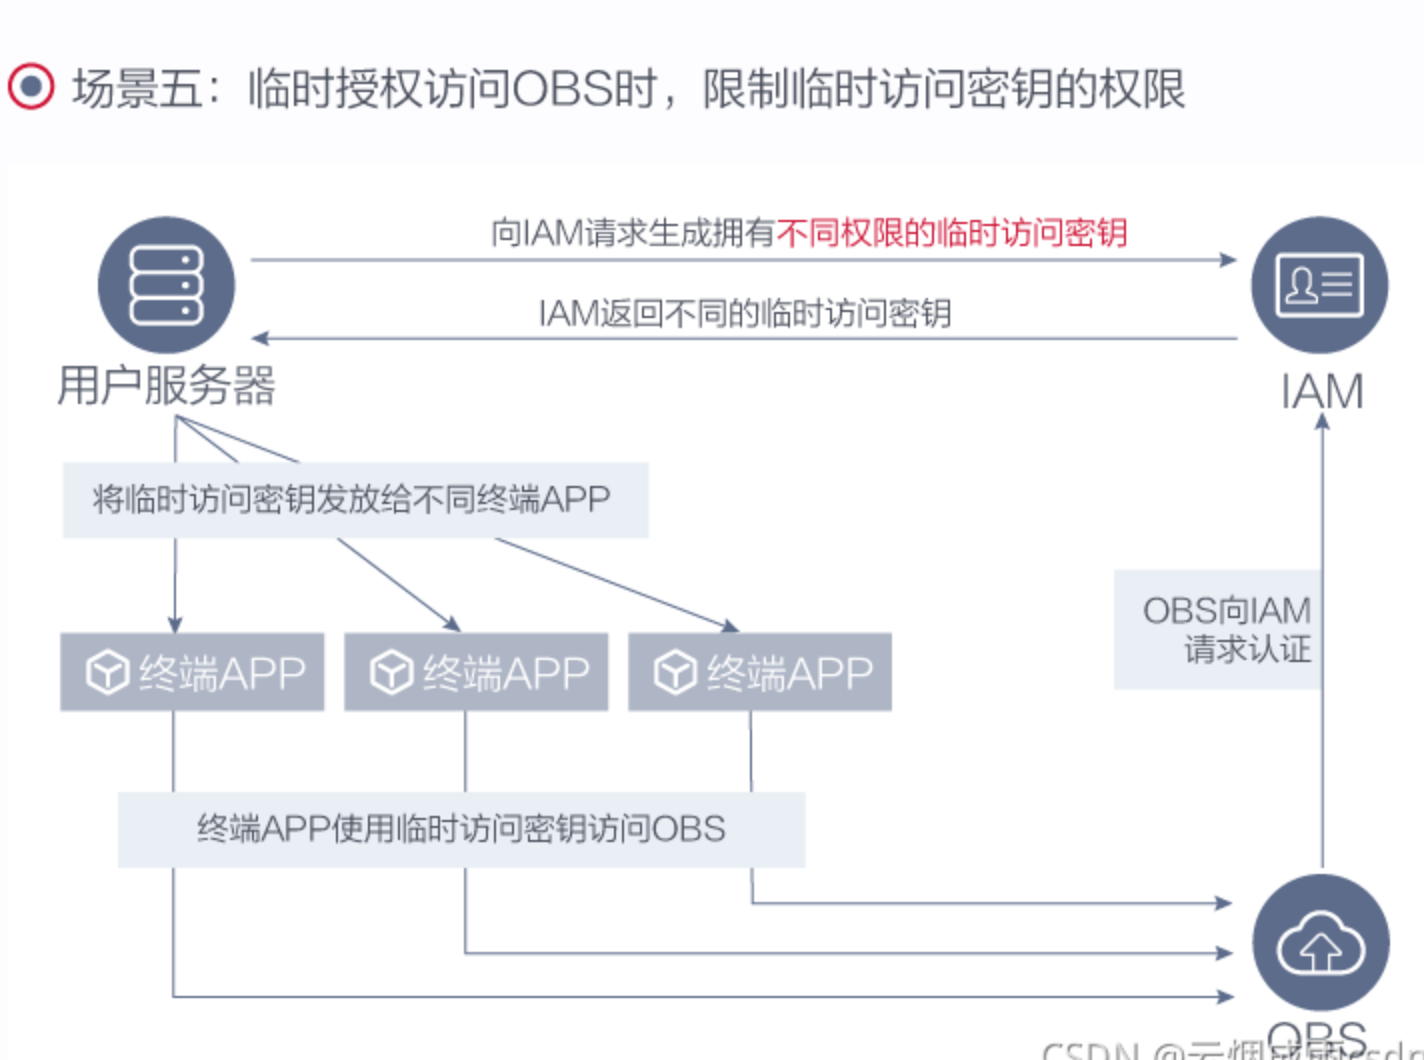 场景五：临时授权访问OBS时，限制临时访问密钥的权限
向IAM请求生成拥有不同权限的临时访问密钥
IAM返回不同的临时访问密钥
用户服务器
IAM
将临时访问密钥发放给不同终端APP
OBS向IAM
请求认证
终端APP
终端APP
终端APP
终端APP使用临时访问密钥访问OBS
OBS
CSDN @云烟成雨csdn